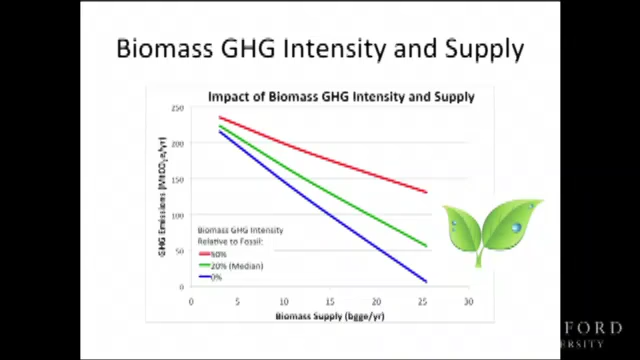 Biomass GHG Intensity and Supply
Impact of Biomass GHG Intensity and Supply
250
200
150
100
50
0
GHG Emissions (MtCO₂e/yr)
Biomass GHG Intensity
Relative to Fossil:
20% (Median)
0%
0 5 10 15 20 25 30
Biomass Supply (bgge/yr)
FORD
ERSITY